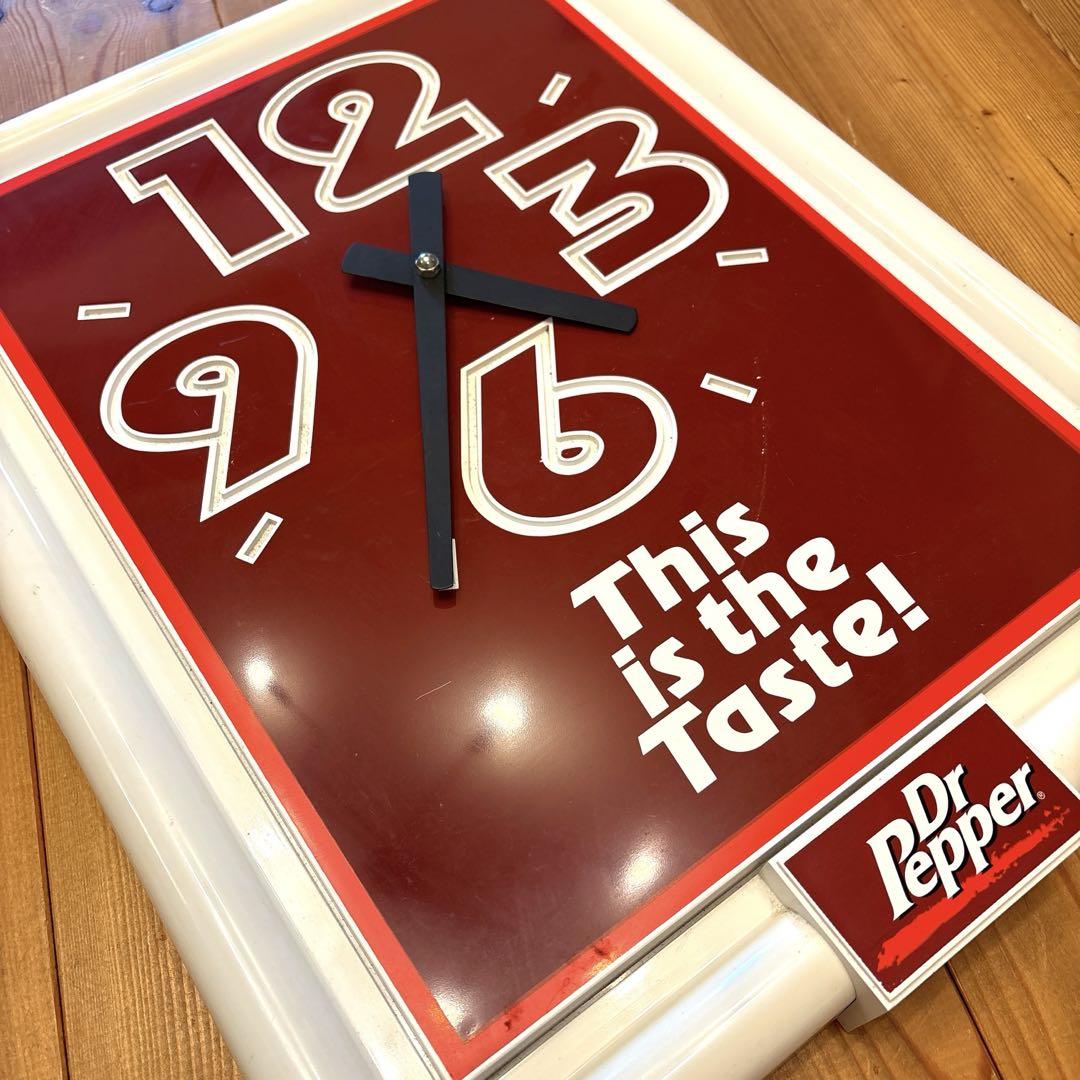 12
3
9
6
This
is the
Taste!
Dr
Pepper®